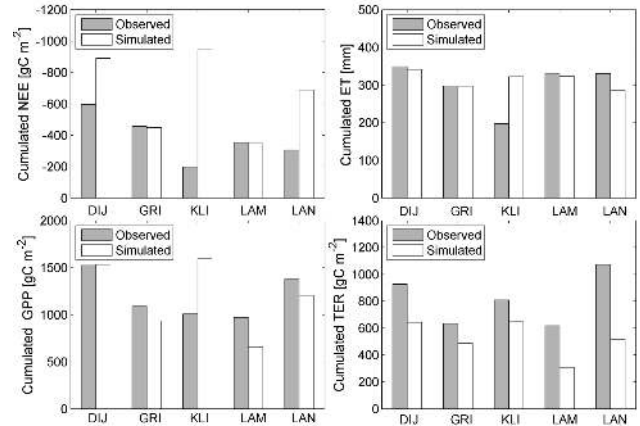 -1200
-1000
-800
-600
-400
-200
0
Cumulated NEE [gC m-2]
Observed
Simulated
DIJ GRI KLI LAM LAN
500
400
300
200
100
0
Cumulated ET [mm]
Observed
Simulated
DIJ GRI KLI LAM LAN
2000
1500
1000
500
0
Cumulated GPP [gC m-2]
Observed
Simulated
DIJ GRI KLI LAM LAN
1400
1200
1000
800
600
400
200
0
Cumulated TER [gC m-2]
Observed
Simulated
DIJ GRI KLI LAM LAN